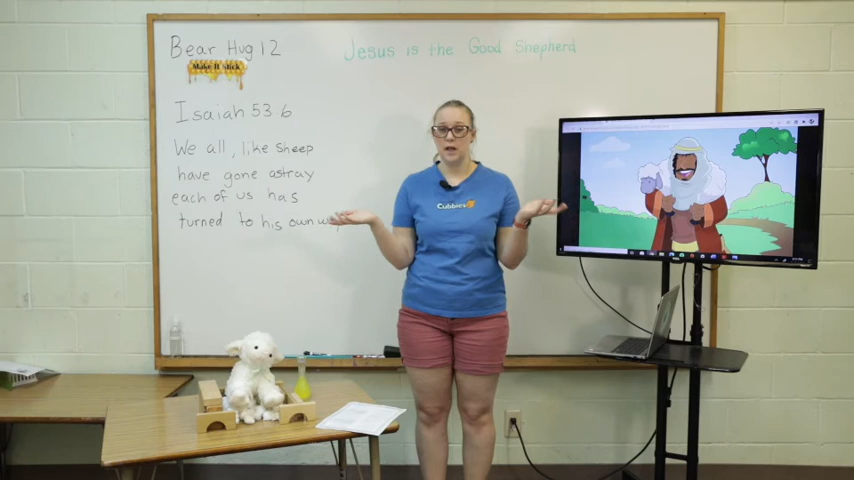 Bear Hug 12
Make It Stick
Jesus is the Good Shepherd
Isaiah 53 6
We all, like sheep
have gone astray
each of us has
turned to his own
Cubbies